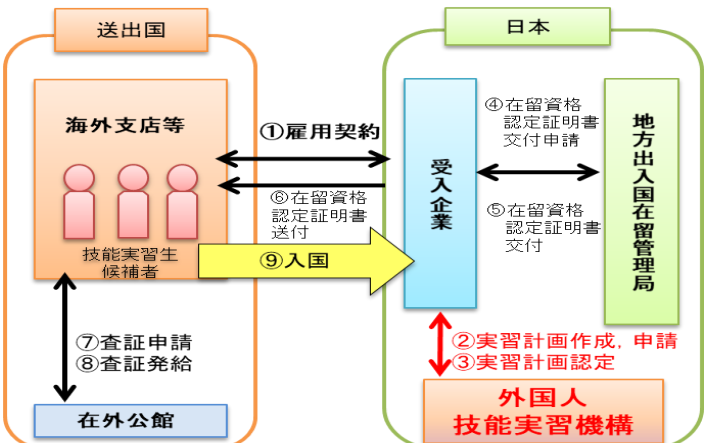 送出国
日本
海外支店等
技能実習生
候補者
①雇用契約
⑥在留資格
認定証明書
送付
⑨入国
受入企業
④在留資格
認定証明書
交付申請
⑤在留資格
認定証明書
交付
地方出入国在留管理局
⑦査証申請
⑧査証発給
②実習計画作成，申請
③実習計画認定
在外公館
外国人
技能実習機構